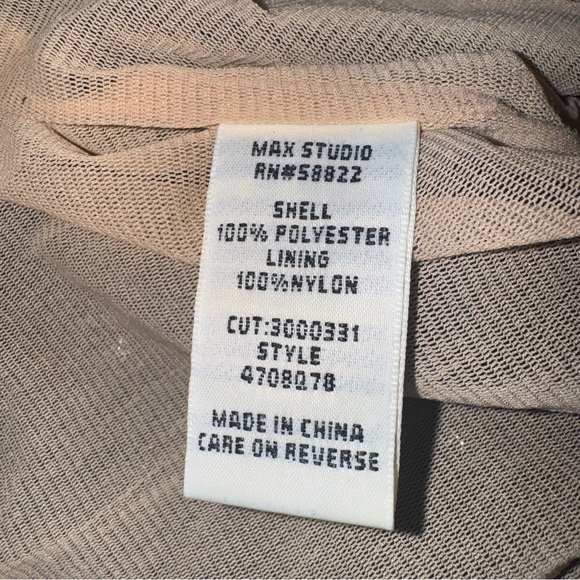 MAX STUDIO
RN#58822
SHELL
100% POLYESTER
LINING
100%NYLON
CUT:3000331
STYLE
4708Q78
MADE IN CHINA
CARE ON REVERSE